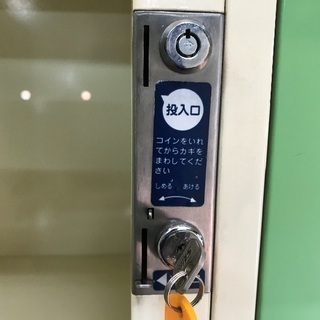 投入口
コインをいれ
てからカギを
まわしてくだ
さい
しめる あける